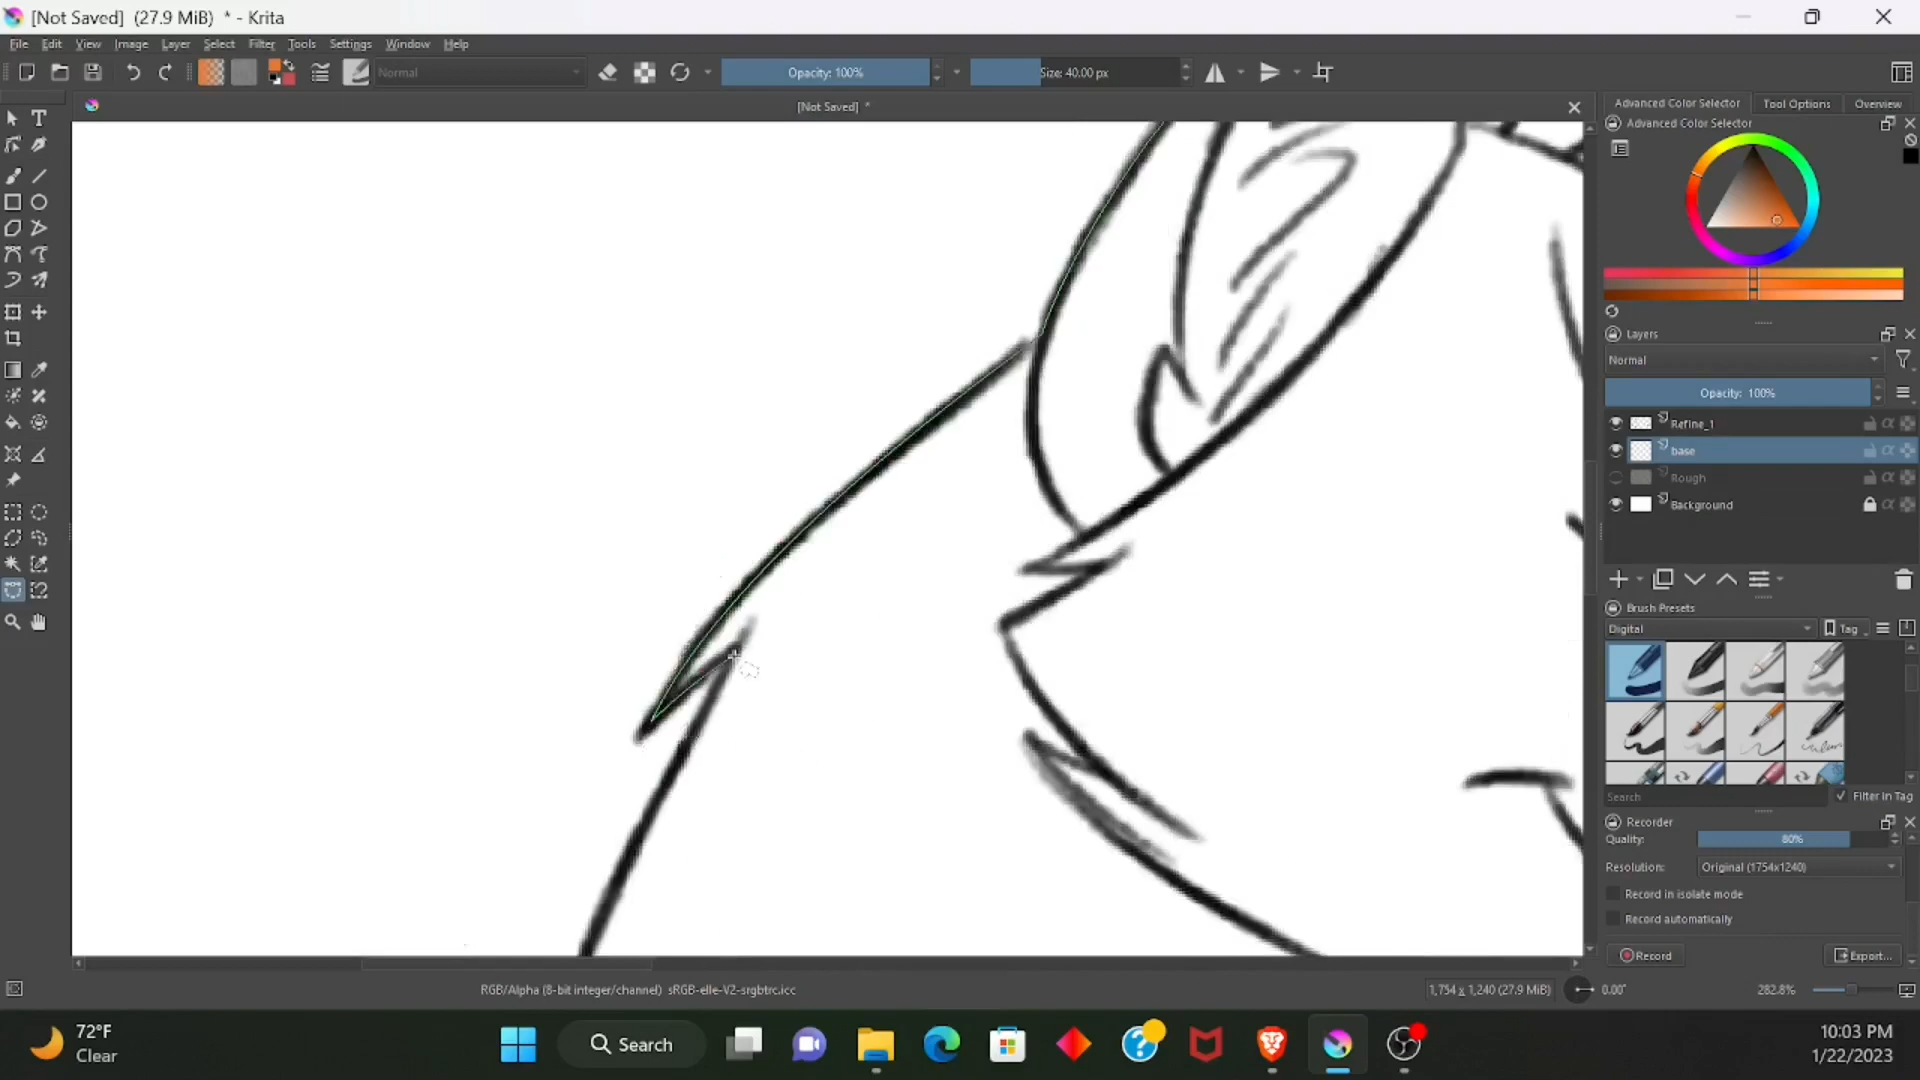 [Not Saved] (27.9 MiB) * - Krita
File Edit View Image Layer Select Filter Tools Settings Window Help
Normal
Opacity: 100%
Size: 40.00 px
[Not Saved] *
Advanced Color Selector
Tool Options
Overview
Advanced Color Selector
Layers
Normal
Opacity: 100%
Refine_1
base
Rough
Background
Brush Presets
Digital
Tag
Search
Filter in Tag
Recorder
Quality:
80%
Resolution:
Original (1754x1240)
Record in isolate mode
Record automatically
Record
Export...
RGB/Alpha (8-bit integer/channel) sRGB-elle-V2-srgbtrc.icc
1,754 x 1,240 (27.9 MiB)
0.00°
282.8%
72°F
Clear
Search
10:03 PM
1/22/2023